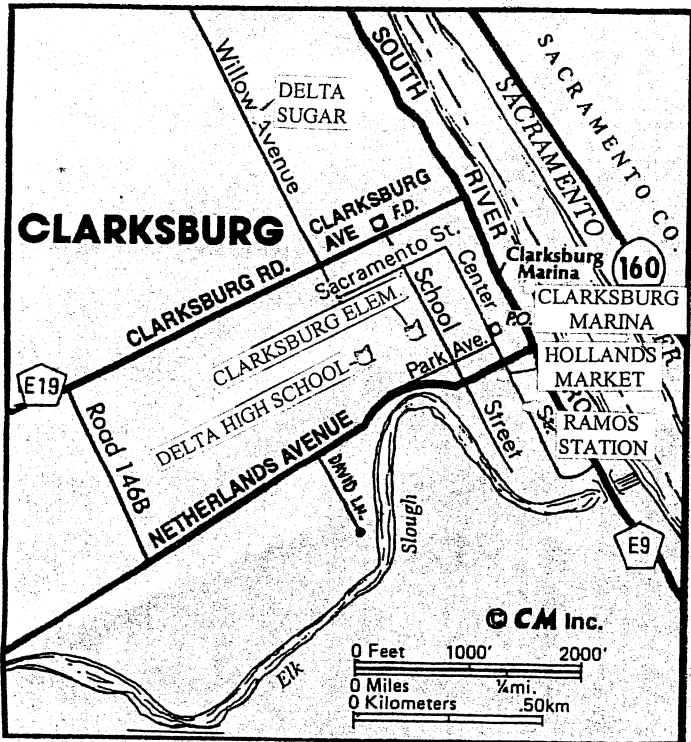 SOUTH
RIVER
SACRAMENTO CO.
SACRAMENTO
Willow Avenue
DELTA
SUGAR
CLARKSBURG
CLARKSBURG
AVE
F.D.
CLARKSBURG RD.
Sacramento St.
Center
School
Clarksburg
Marina
160
P.O.
CLARKSBURG
MARINA
CLARKSBURG ELEM.
Park Ave.
HOLLANDS
MARKET
E19
DELTA HIGH SCHOOL
Street
St.
RAMOS
STATION
Road 146B
NETHERLANDS AVENUE
DAVID LN.
Slough
Elk
E9
© CM Inc.
0 Feet 1000' 2000'
0 Miles ¼mi.
0 Kilometers .50km